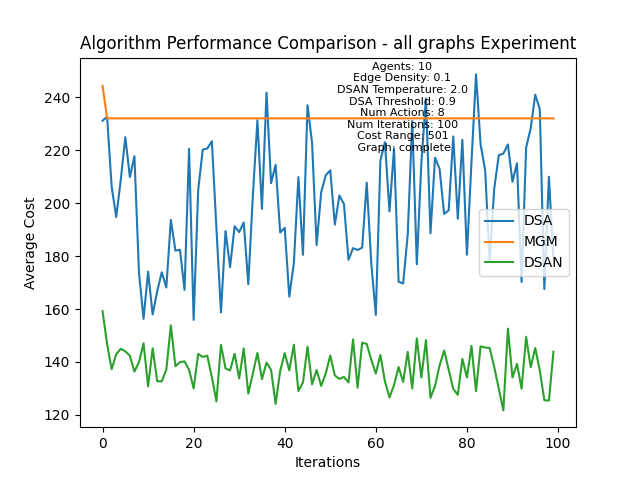 Algorithm Performance Comparison - all graphs Experiment
Agents: 10
Edge Density: 0.1
DSAN Temperature: 2.0
DSA Threshold: 0.9
Num Actions: 8
Num Iterations: 100
Cost Range: 501
Graph: complete
Average Cost
240
220
200
180
160
140
120
DSA
MGM
DSAN
0 20 40 60 80 100
Iterations